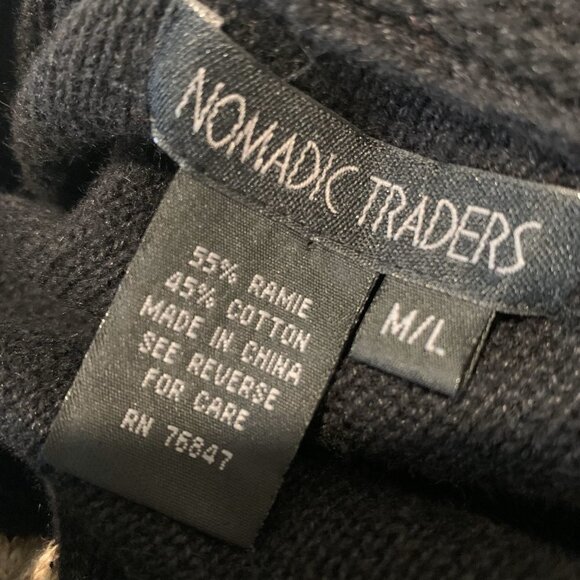 NOMADIC TRADERS
M/L
55% RAMIE
45% COTTON
MADE IN CHINA
SEE REVERSE
FOR CARE
RN 76847